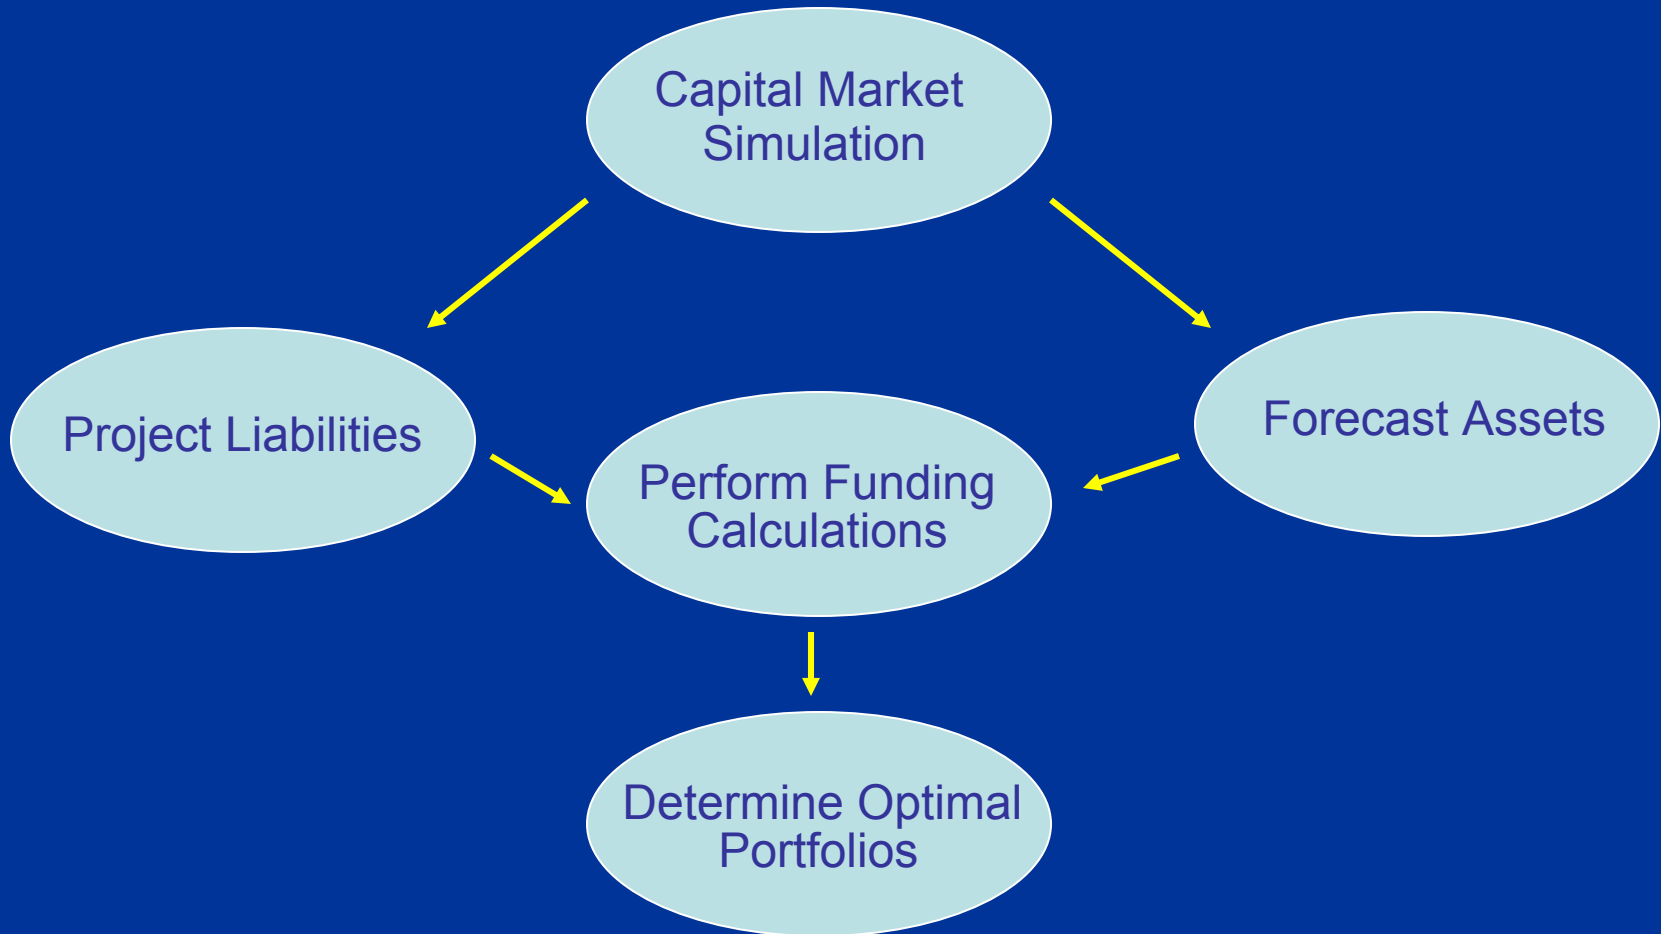 Capital Market
Simulation
Project Liabilities
Forecast Assets
Perform Funding
Calculations
Determine Optimal
Portfolios